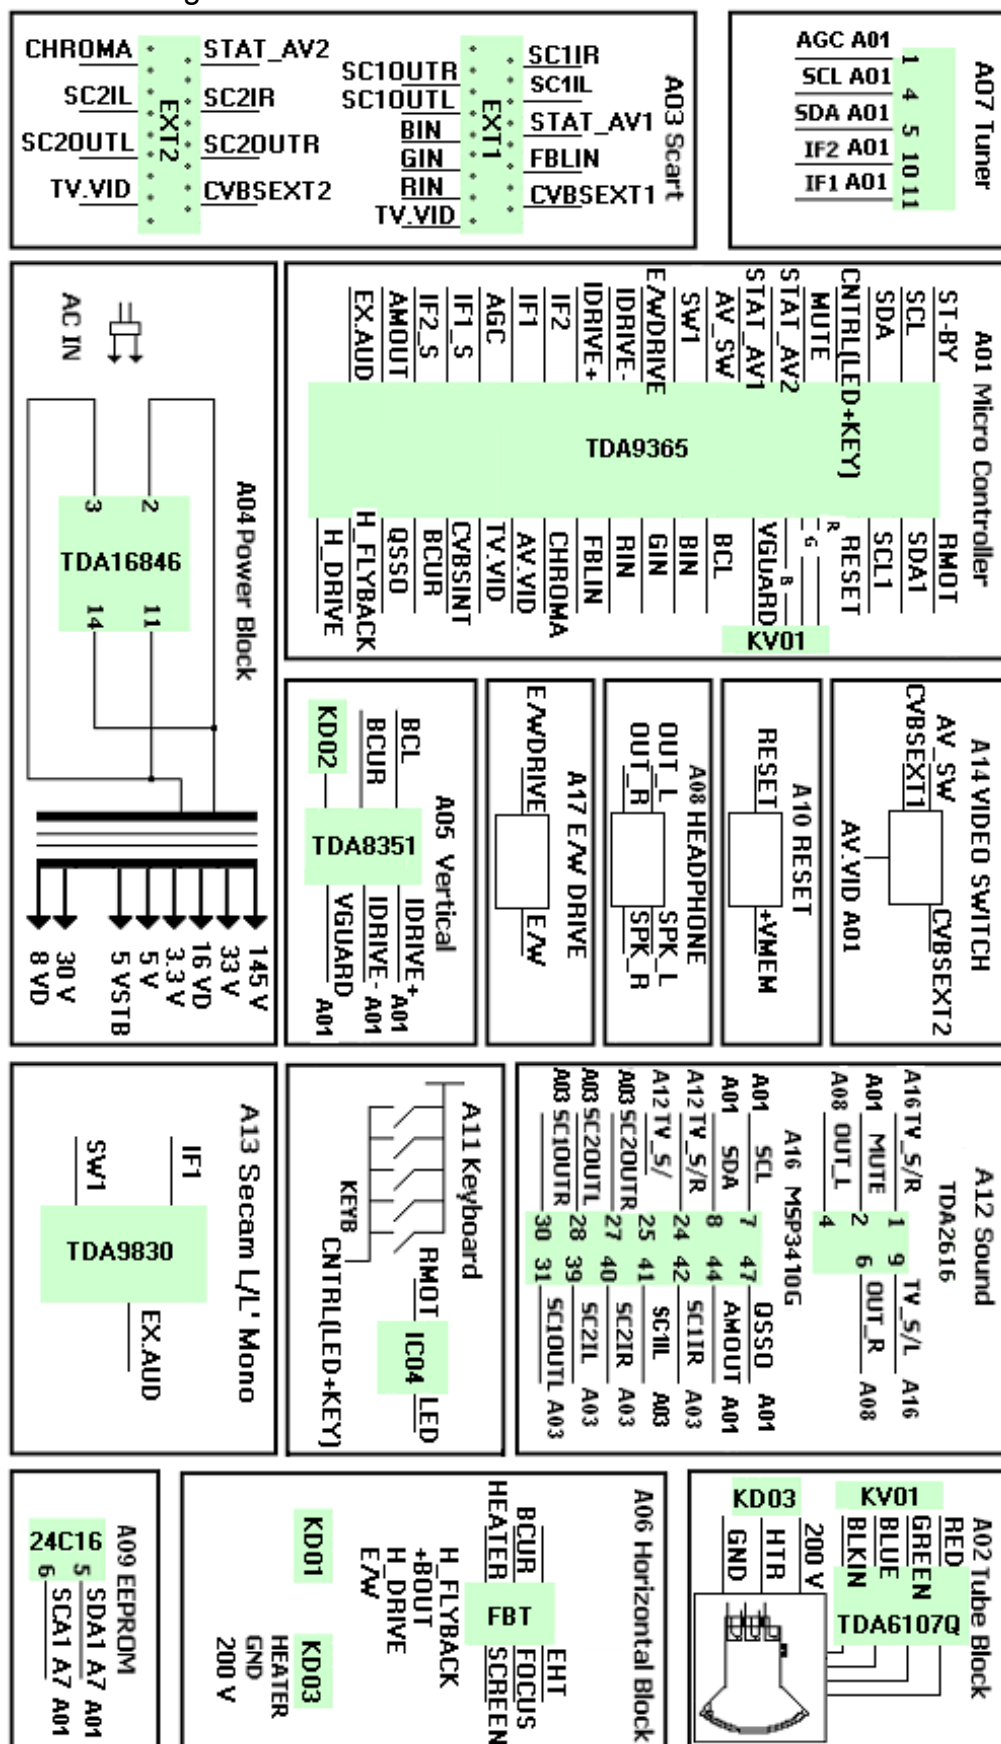 CHROMA
SC2IL
SC2OUTL
TV.VID
EXT2
STAT_AV2
SC2IR
SC2OUTR
CVBSEXT2
SC1OUTR
SC1OUTL
BIN
GIN
RIN
TV.VID
EXT1
SC1IR
SC1IL
STAT_AV1
FBLIN
CVBSEXT1
A03 Scart
AGC A01
SCL A01
SDA A01
IF2 A01
IF1 A01
1
4
5
10
11
A07 Tuner
AC IN
3
2
TDA16846
14
11
A04 Power Block
8 VD
30 V
5 VSTB
5 V
3.3 V
16 VD
33 V
145 V
EX.AUD
AMOUT
IF2_S
IF1_S
AGC
IF1
IF2
IDRIVE+
IDRIVE-
E/WDRIVE
SW1
AV_SW
STAT_AV1
STAT_AV2
MUTE
CNTRL(LED+KEY)
SDA
SCL
ST-BY
TDA9365
H_DRIVE
H_FLYBACK
QSSO
BCUR
CVBSINT
TV.VID
AV.VID
CHROMA
FBLIN
RIN
GIN
BIN
BCL
VGUARD
B
G
R
RESET
SCL1
SDA1
RMOT
KV01
A01 Micro Controller
KD02
BCUR
BCL
TDA8351
VGUARD A01
IDRIVE- A01
IDRIVE+ A01
A05 Vertical
E/WDRIVE
E/W
A17 E/W DRIVE
OUT_R
OUT_L
SPK_R
SPK_L
A08 HEADPHONE
RESET
+VMEM
A10 RESET
CVBSEXT1
AV_SW
AV.VID A01
CVBSEXT2
A14 VIDEO SWITCH
SW1
IF1
TDA9830
EX.AUD
A13 Secam L/L' Mono
KEYB
CNTRL(LED+KEY)
RMOT
IC04
LED
A11 Keyboard
A03 SC1OUTR
A03 SC2OUTL
A03 SC2OUTR
A12 TV_S/
A12 TV_S/R
A01 SDA
A01 SCL
30
28
27
25
24
8
7
31
39
40
41
42
44
47
SC1OUTL A03
SC2IL A03
SC2IR A03
SC1IL A03
SC1IR A03
AMOUT A01
QSSO A01
A16 MSP3410G
A08 OUT_L
A01 MUTE
A16 TV_S/R
4
2
1
6
9
OUT_R A08
TV_S/L A16
TDA2616
A12 Sound
24C16
6
5
SCA1 A7 A01
SDA1 A7 A01
A09 EEPROM
KD01
KD03
200 V
GND
HEATER
E/W
H_DRIVE
+BOUT
H_FLYBACK
HEATER
BCUR
FBT
SCREEN
FOCUS
EHT
A06 Horizontal Block
KD03
GND
HTR
200 V
KV01
BLKIN
BLUE
GREEN
RED
TDA6107Q
A02 Tube Block